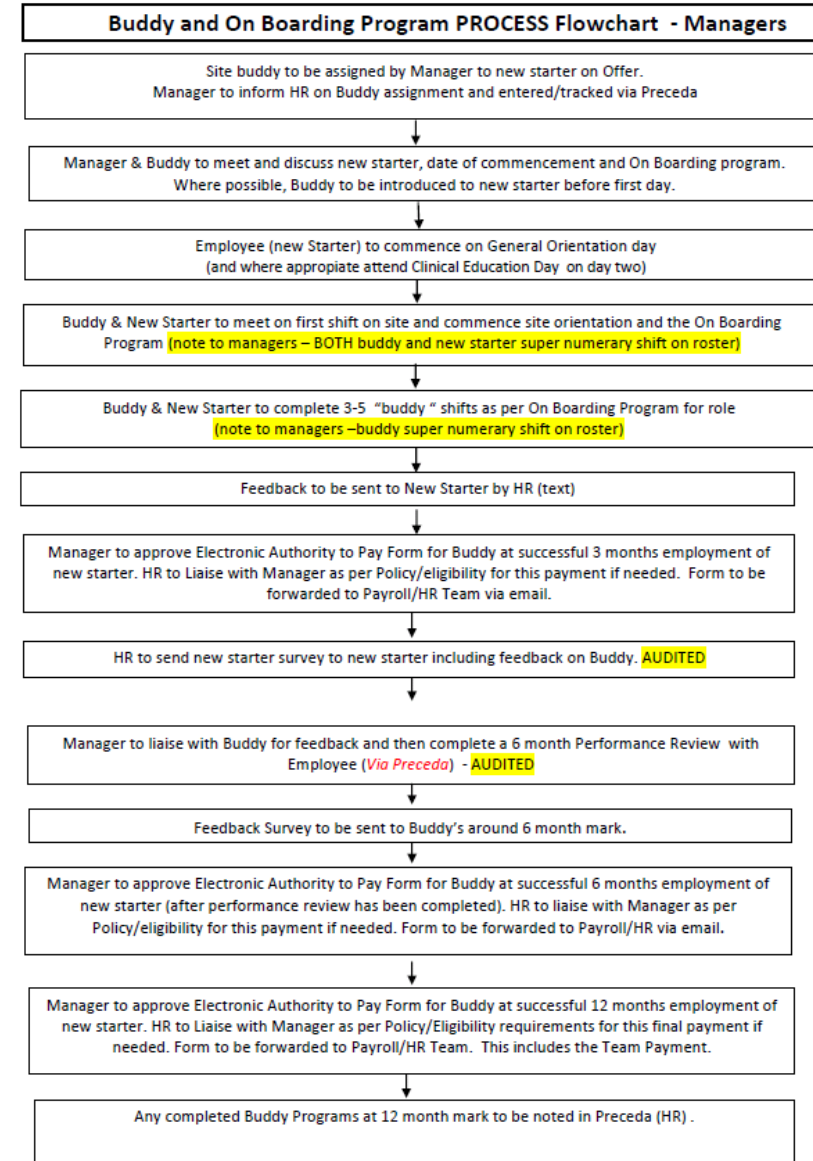 Buddy and On Boarding Program PROCESS Flowchart - Managers
Site buddy to be assigned by Manager to new starter on Offer.
Manager to inform HR on Buddy assignment and entered/tracked via Preceda
Manager & Buddy to meet and discuss new starter, date of commencement and On Boarding program.
Where possible, Buddy to be introduced to new starter before first day.
Employee (new Starter) to commence on General Orientation day
(and where appropiate attend Clinical Education Day on day two)
Buddy & New Starter to meet on first shift on site and commence site orientation and the On Boarding
Program (note to managers – BOTH buddy and new starter super numerary shift on roster)
Buddy & New Starter to complete 3-5 “buddy “ shifts as per On Boarding Program for role
(note to managers –buddy super numerary shift on roster)
Feedback to be sent to New Starter by HR (text)
Manager to approve Electronic Authority to Pay Form for Buddy at successful 3 months employment of
new starter. HR to Liaise with Manager as per Policy/eligibility for this payment if needed. Form to be
forwarded to Payroll/HR Team via email.
HR to send new starter survey to new starter including feedback on Buddy. AUDITED
Manager to liaise with Buddy for feedback and then complete a 6 month Performance Review with
Employee (Via Preceda) - AUDITED
Feedback Survey to be sent to Buddy’s around 6 month mark.
Manager to approve Electronic Authority to Pay Form for Buddy at successful 6 months employment of
new starter (after performance review has been completed). HR to liaise with Manager as per
Policy/eligibility for this payment if needed. Form to be forwarded to Payroll/HR via email.
Manager to approve Electronic Authority to Pay Form for Buddy at successful 12 months employment of
new starter. HR to Liaise with Manager as per Policy/Eligibility requirements for this final payment if
needed. Form to be forwarded to Payroll/HR Team. This includes the Team Payment.
Any completed Buddy Programs at 12 month mark to be noted in Preceda (HR) .